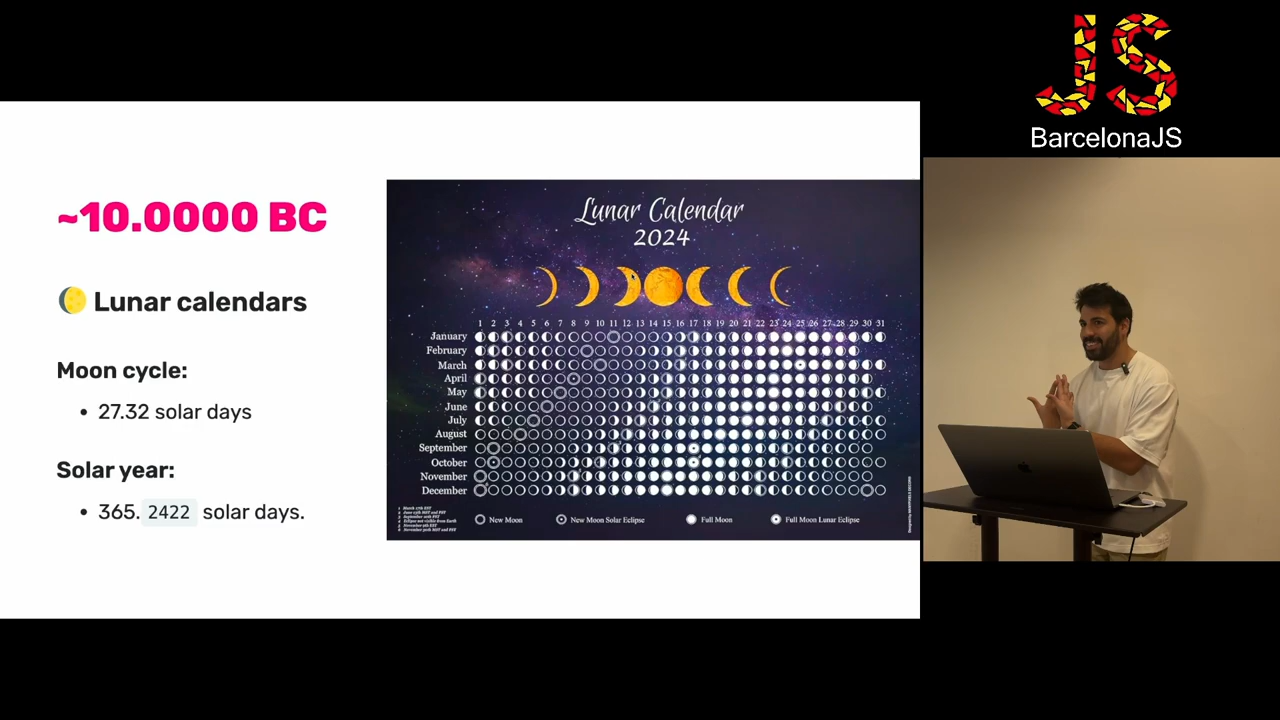 JS
BarcelonaJS
~10.0000 BC
Lunar calendars
Moon cycle:
• 27.32 solar days
Solar year:
• 365. 2422 solar days.
Lunar Calendar
2024
1 2 3 4 5 6 7 8 9 10 11 12 13 14 15 16 17 18 19 20 21 22 23 24 25 26 27 28 29 30 31
January
February
March
April
May
June
July
August
September
October
November
December
New Moon
New Moon Solar Eclipse
Full Moon
Full Moon Lunar Eclipse